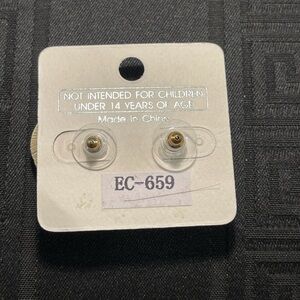 NOT INTENDED FOR CHILDREN
UNDER 14 YEARS OF AGE
Made in China
EC-659